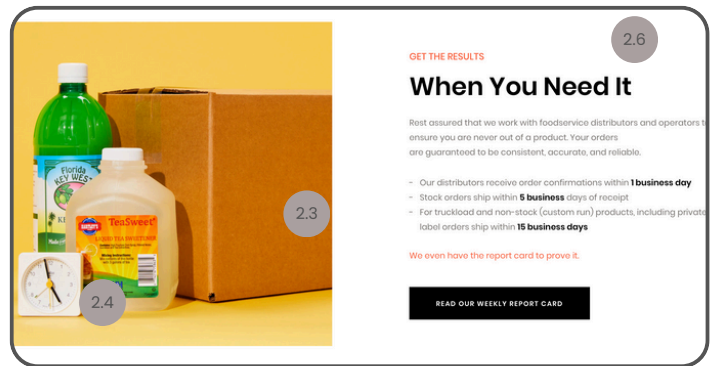 2.6
GET THE RESULTS
When You Need It
Rest assured that we work with foodservice distributors and operators
ensure you are never out of a product. Your orders
are guaranteed to be consistent, accurate, and reliable.
- Our distributors receive order confirmations within 1 business day
- Stock orders ship within 5 business days of receipt
- For truckload and non-stock (custom run) products, including private
label orders ship within 15 business days
We even have the report card to prove it.
READ OUR WEEKLY REPORT CARD
Florida
KEY WEST
2.3
TeaSweet
LIQUID TEA SWEETENER
2.4